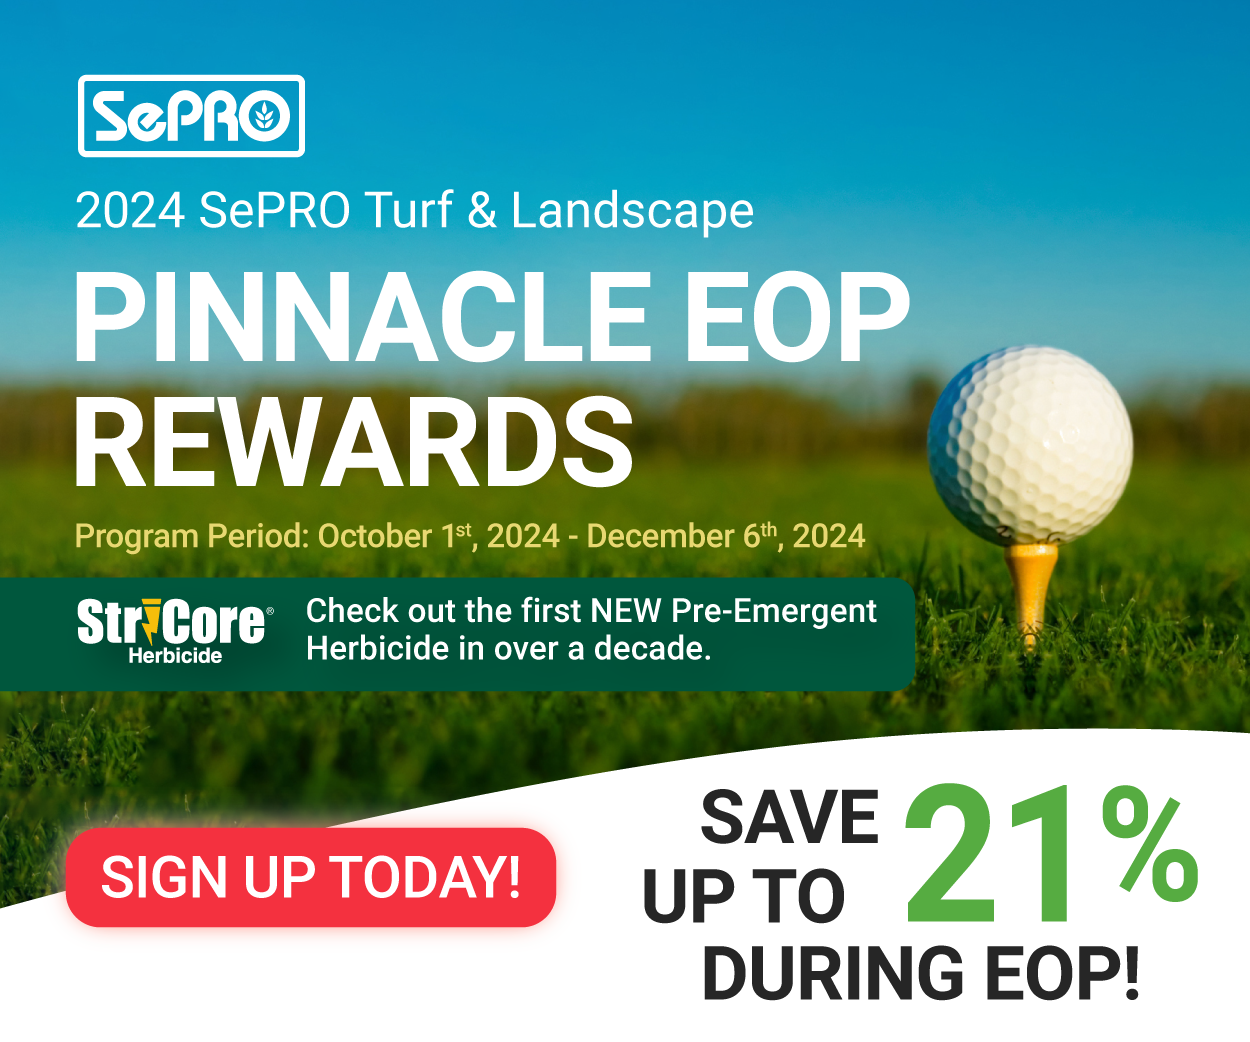 SePRO
2024 SePRO Turf & Landscape
PINNACLE EOP
REWARDS
Program Period: October 1st, 2024 - December 6th, 2024
StriCore®
Herbicide
Check out the first NEW Pre-Emergent
Herbicide in over a decade.
SIGN UP TODAY!
SAVE
UP TO
21%
DURING EOP!